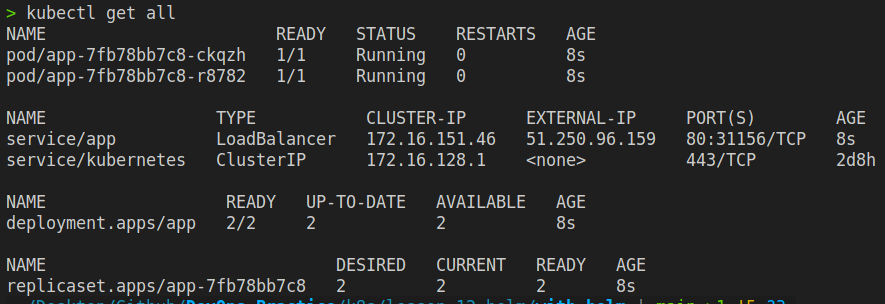 > kubectl get all
NAME READY STATUS RESTARTS AGE
pod/app-7fb78bb7c8-ckqzh 1/1 Running 0 8s
pod/app-7fb78bb7c8-r8782 1/1 Running 0 8s
NAME TYPE CLUSTER-IP EXTERNAL-IP PORT(S) AGE
service/app LoadBalancer 172.16.151.46 51.250.96.159 80:31156/TCP 8s
service/kubernetes ClusterIP 172.16.128.1 <none> 443/TCP 2d8h
NAME READY UP-TO-DATE AVAILABLE AGE
deployment.apps/app 2/2 2 2 8s
NAME DESIRED CURRENT READY AGE
replicaset.apps/app-7fb78bb7c8 2 2 2 8s